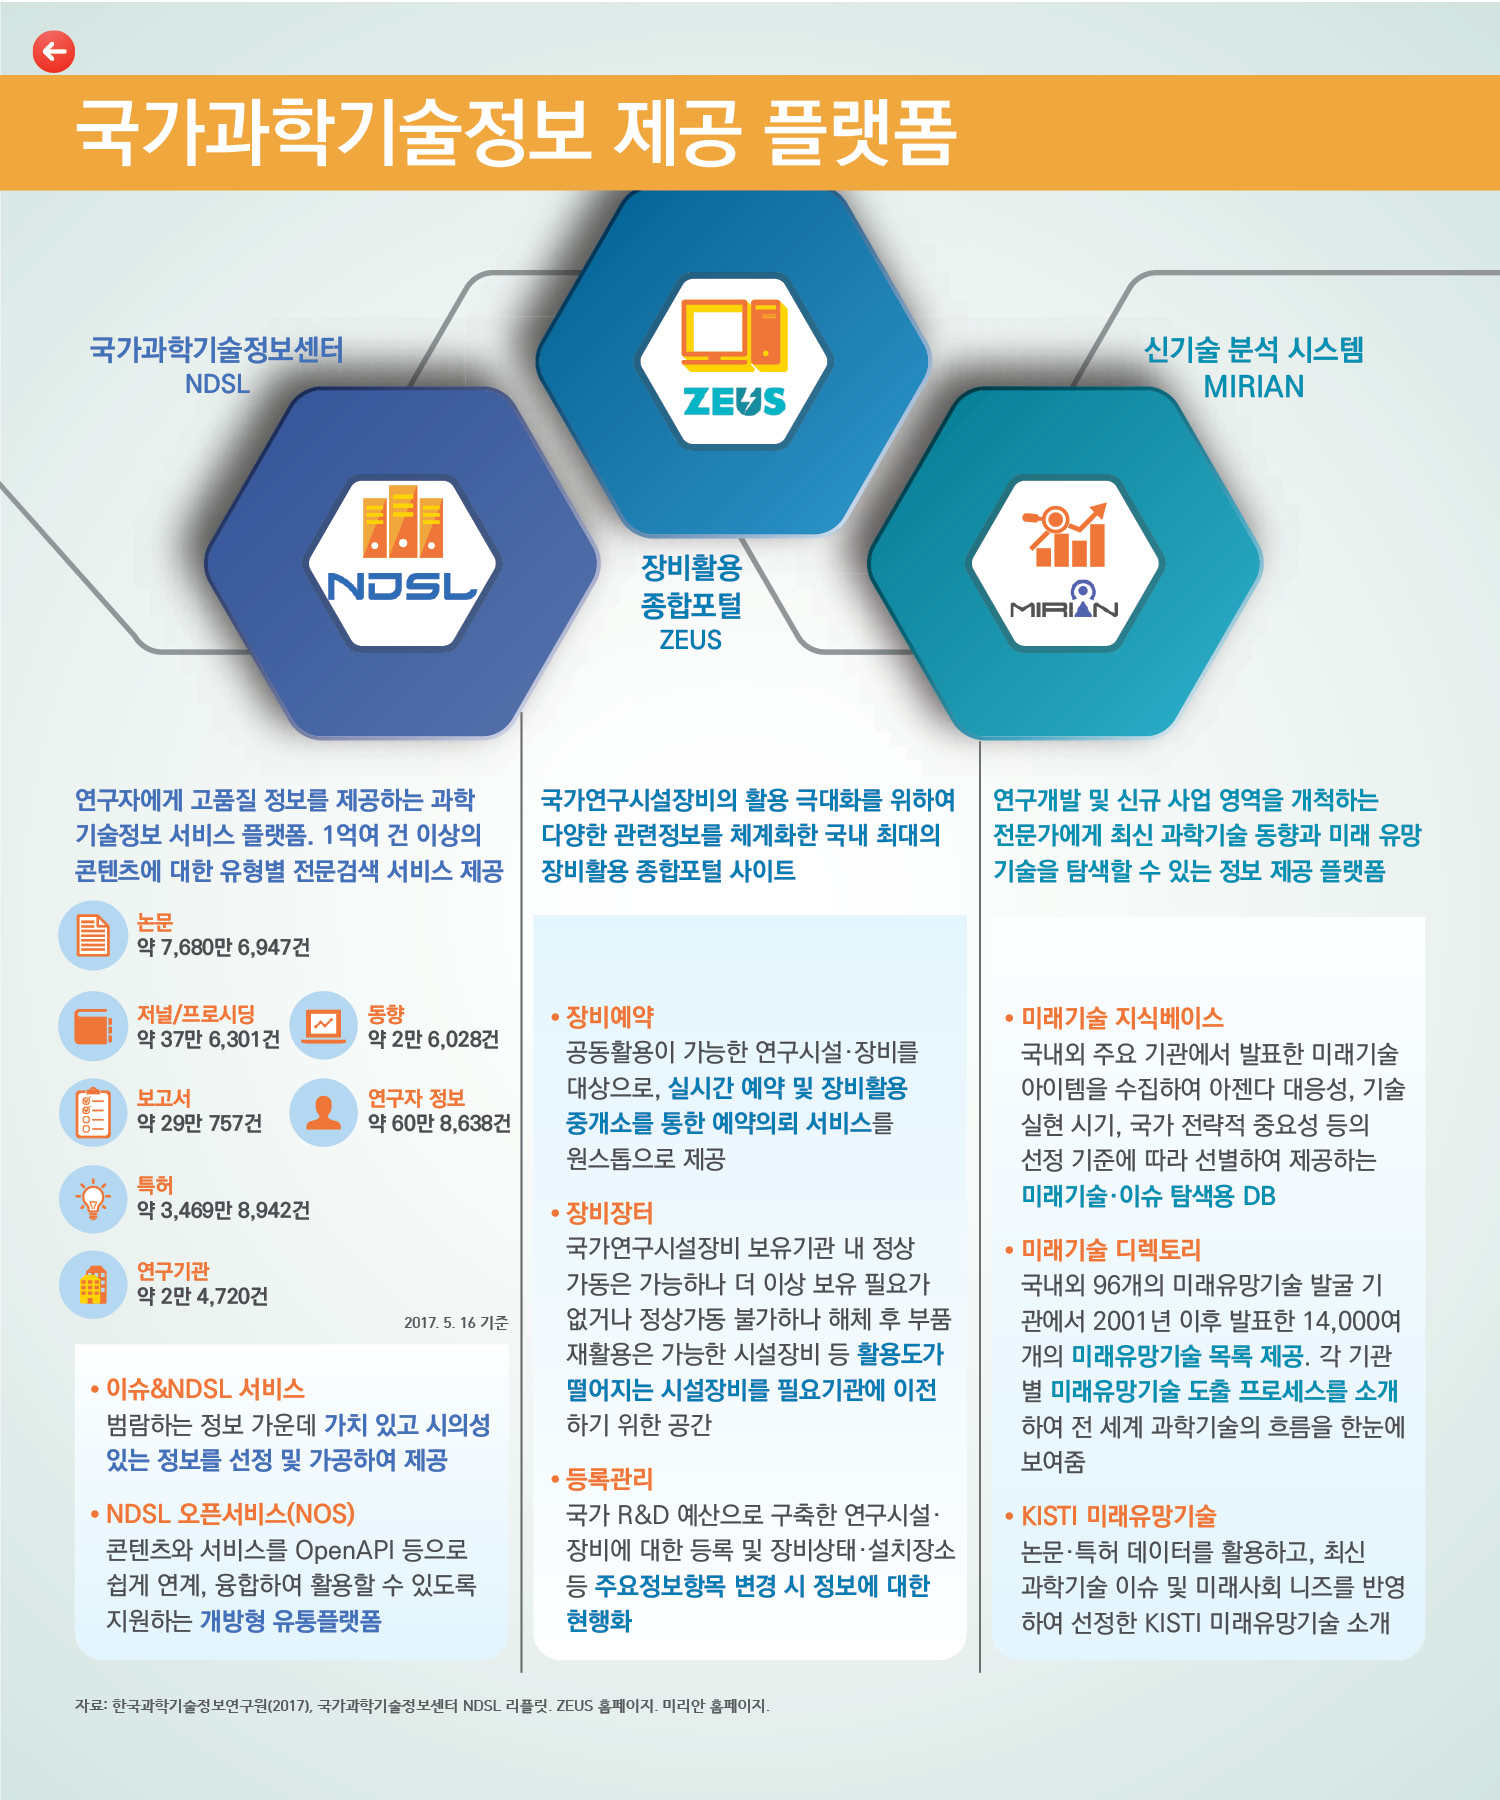 국가과학기술정보 제공 플랫폼
국가과학기술정보센터
NDSL
NDSL
ZEUS
장비활용
종합포털
ZEUS
신기술 분석 시스템
MIRIAN
MIRIAN
연구자에게 고품질 정보를 제공하는 과학
기술정보 서비스 플랫폼. 1억여 건 이상의
콘텐츠에 대한 유형별 전문검색 서비스 제공
논문
약 7,680만 6,947건
저널/프로시딩
약 37만 6,301건
동향
약 2만 6,028건
보고서
약 29만 757건
연구자 정보
약 60만 8,638건
특허
약 3,469만 8,942건
연구기관
약 2만 4,720건
2017. 5. 16 기준
• 이슈&NDSL 서비스
범람하는 정보 가운데 가치 있고 시의성
있는 정보를 선정 및 가공하여 제공
• NDSL 오픈서비스(NOS)
콘텐츠와 서비스를 OpenAPI 등으로
쉽게 연계, 융합하여 활용할 수 있도록
지원하는 개방형 유통플랫폼
국가연구시설장비의 활용 극대화를 위하여
다양한 관련정보를 체계화한 국내 최대의
장비활용 종합포털 사이트
• 장비예약
공동활용이 가능한 연구시설·장비를
대상으로, 실시간 예약 및 장비활용
중개소를 통한 예약의뢰 서비스를
원스톱으로 제공
• 장비장터
국가연구시설장비 보유기관 내 정상
가동은 가능하나 더 이상 보유 필요가
없거나 정상가동 불가하나 해체 후 부품
재활용은 가능한 시설장비 등 활용도가
떨어지는 시설장비를 필요기관에 이전
하기 위한 공간
• 등록관리
국가 R&D 예산으로 구축한 연구시설·
장비에 대한 등록 및 장비상태·설치장소
등 주요정보항목 변경 시 정보에 대한
현행화
연구개발 및 신규 사업 영역을 개척하는
전문가에게 최신 과학기술 동향과 미래 유망
기술을 탐색할 수 있는 정보 제공 플랫폼
• 미래기술 지식베이스
국내외 주요 기관에서 발표한 미래기술
아이템을 수집하여 아젠다 대응성, 기술
실현 시기, 국가 전략적 중요성 등의
선정 기준에 따라 선별하여 제공하는
미래기술·이슈 탐색용 DB
• 미래기술 디렉토리
국내외 96개의 미래유망기술 발굴 기
관에서 2001년 이후 발표한 14,000여
개의 미래유망기술 목록 제공. 각 기관
별 미래유망기술 도출 프로세스를 소개
하여 전 세계 과학기술의 흐름을 한눈에
보여줌
• KISTI 미래유망기술
논문·특허 데이터를 활용하고, 최신
과학기술 이슈 및 미래사회 니즈를 반영
하여 선정한 KISTI 미래유망기술 소개
자료: 한국과학기술정보연구원(2017), 국가과학기술정보센터 NDSL 리플릿. ZEUS 홈페이지. 미리안 홈페이지.